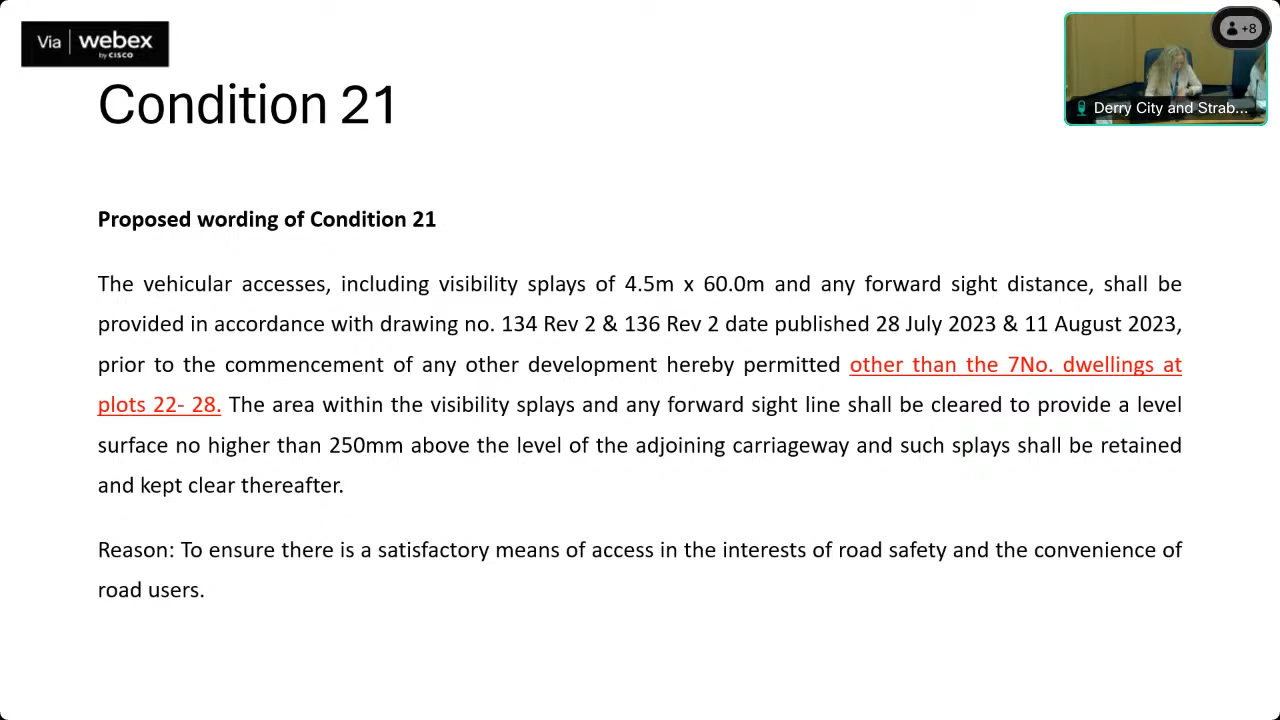 Via webex
by CISCO
+8
Derry City and Strab...
Condition 21
Proposed wording of Condition 21
The vehicular accesses, including visibility splays of 4.5m x 60.0m and any forward sight distance, shall be
provided in accordance with drawing no. 134 Rev 2 & 136 Rev 2 date published 28 July 2023 & 11 August 2023,
prior to the commencement of any other development hereby permitted other than the 7No. dwellings at
plots 22- 28. The area within the visibility splays and any forward sight line shall be cleared to provide a level
surface no higher than 250mm above the level of the adjoining carriageway and such splays shall be retained
and kept clear thereafter.
Reason: To ensure there is a satisfactory means of access in the interests of road safety and the convenience of
road users.